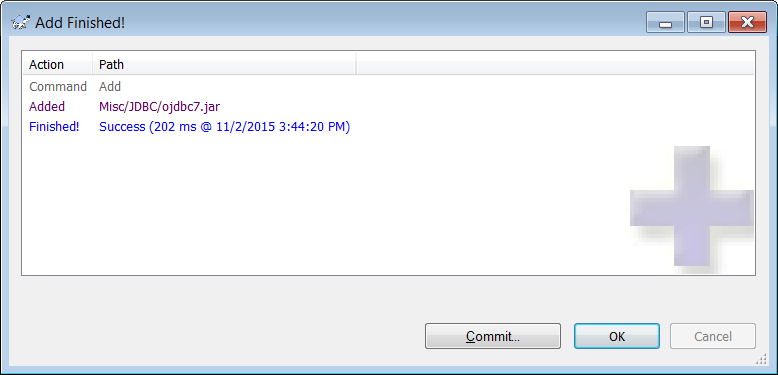 Add Finished!
Action Path
Command Add
Added Misc/JDBC/ojdbc7.jar
Finished! Success (202 ms @ 11/2/2015 3:44:20 PM)
Commit... OK Cancel